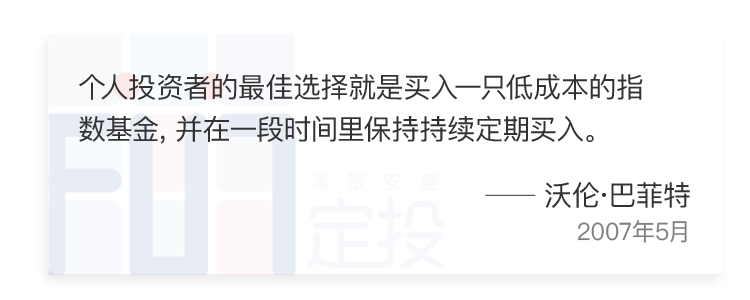 个人投资者的最佳选择就是买入一只低成本的指
数基金, 并在一段时间里保持持续定期买入。
浦银安盛
定投
—— 沃伦·巴菲特
2007年5月